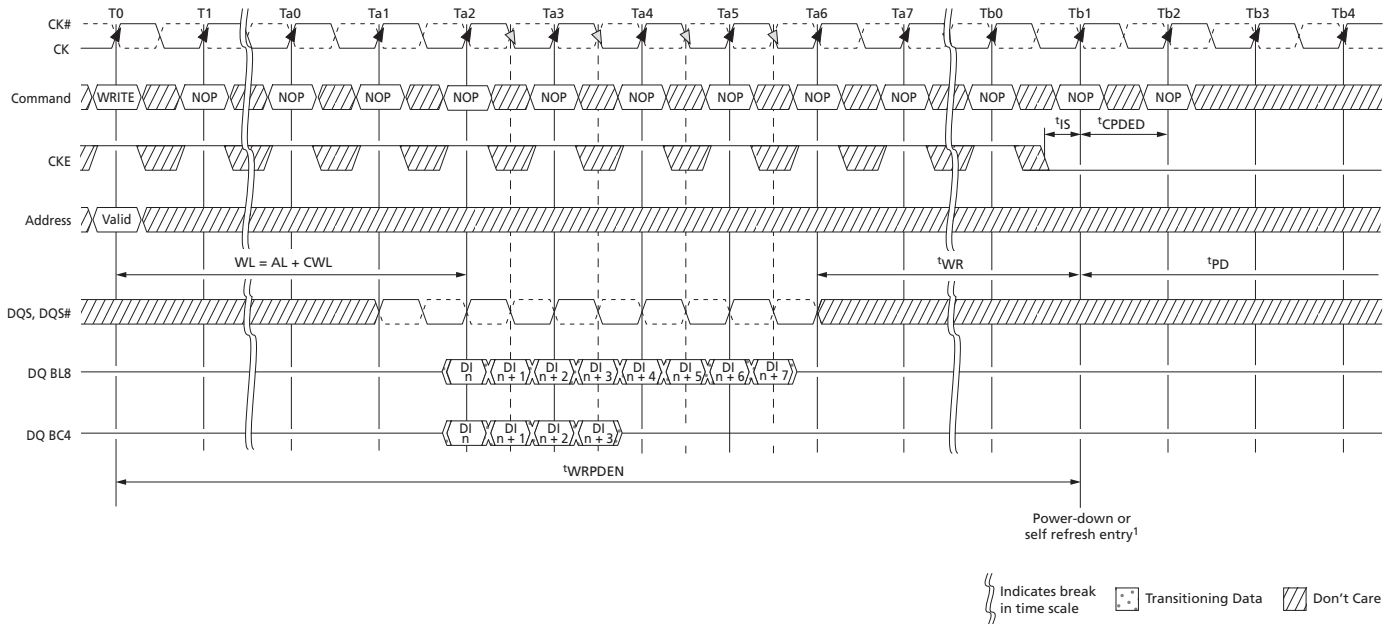 T0 T1 Ta0 Ta1 Ta2 Ta3 Ta4 Ta5 Ta6 Ta7 Tb0 Tb1 Tb2 Tb3 Tb4
CK#
CK
Command WRITE NOP NOP NOP NOP NOP NOP NOP NOP NOP NOP NOP NOP
tIS tCPDED
CKE
Address Valid
WL = AL + CWL tWR tPD
DQS, DQS#
DQ BL8 DI n DI n + 1 DI n + 2 DI n + 3 DI n + 4 DI n + 5 DI n + 6 DI n + 7
DQ BC4 DI n DI n + 1 DI n + 2 DI n + 3
tWRPDEN
Power-down or
self refresh entry1
Indicates break
in time scale
Transitioning Data
Don't Care